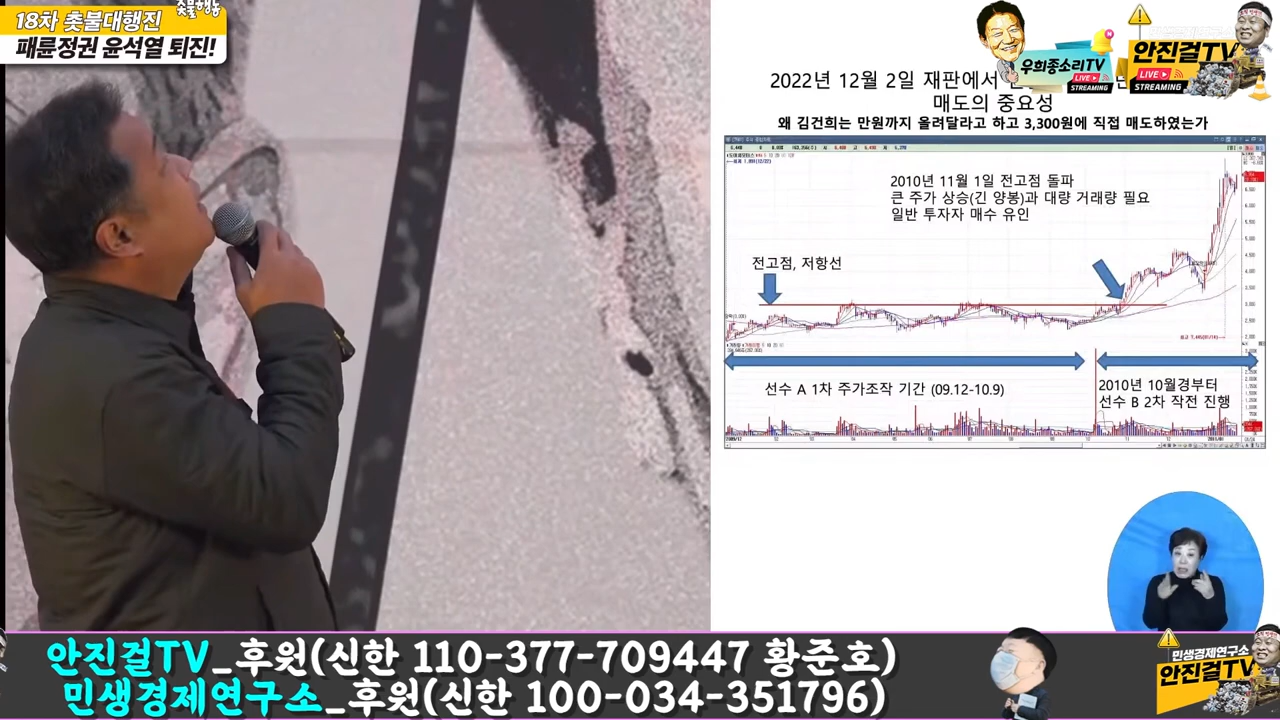 18차 촛불대행진
패륜정권 윤석열 퇴진!
촛불행동
우희종소리TV
LIVE
STREAMING
안진걸TV
LIVE
STREAMING
2022년 12월 2일 재판에서
매도의 중요성
왜 김건희는 만원까지 올려달라고 하고 3,300원에 직접 매도하였는가
2010년 11월 1일 전고점 돌파
큰 주가 상승(긴 양봉)과 대량 거래량 필요
일반 투자자 매수 유인
전고점, 저항선
선수 A 1차 주가조작 기간 (09.12-10.9)
2010년 10월경부터
선수 B 2차 작전 진행
안진걸TV_후원(신한 110-377-709447 황준호)
민생경제연구소_후원(신한 100-034-351796)
민생경제연구소
안진걸TV